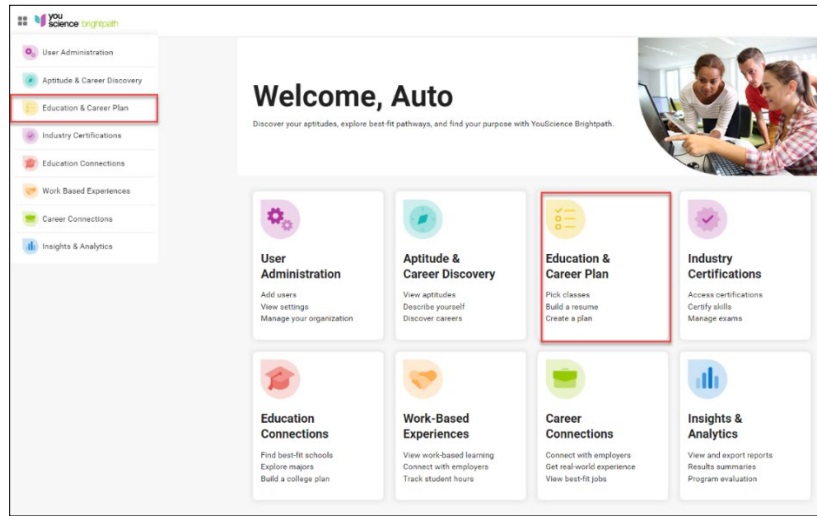 you
science brightpath
User Administration
Aptitude & Career Discovery
Education & Career Plan
Industry Certifications
Education Connections
Work Based Experiences
Career Connections
Insights & Analytics
Welcome, Auto
Discover your aptitudes, explore best-fit pathways, and find your purpose with YouScience Brightpath.
User
Administration
Add users
View settings
Manage your organization
Aptitude &
Career Discovery
View aptitudes
Describe yourself
Discover careers
Education &
Career Plan
Pick classes
Build a resume
Create a plan
Industry
Certifications
Access certifications
Certify skills
Manage exams
Education
Connections
Find best-fit schools
Explore majors
Build a college plan
Work-Based
Experiences
View work-based learning
Connect with employers
Track student hours
Career
Connections
Connect with employers
Get real-world experience
View best-fit jobs
Insights &
Analytics
View and export reports
Results summaries
Program evaluation